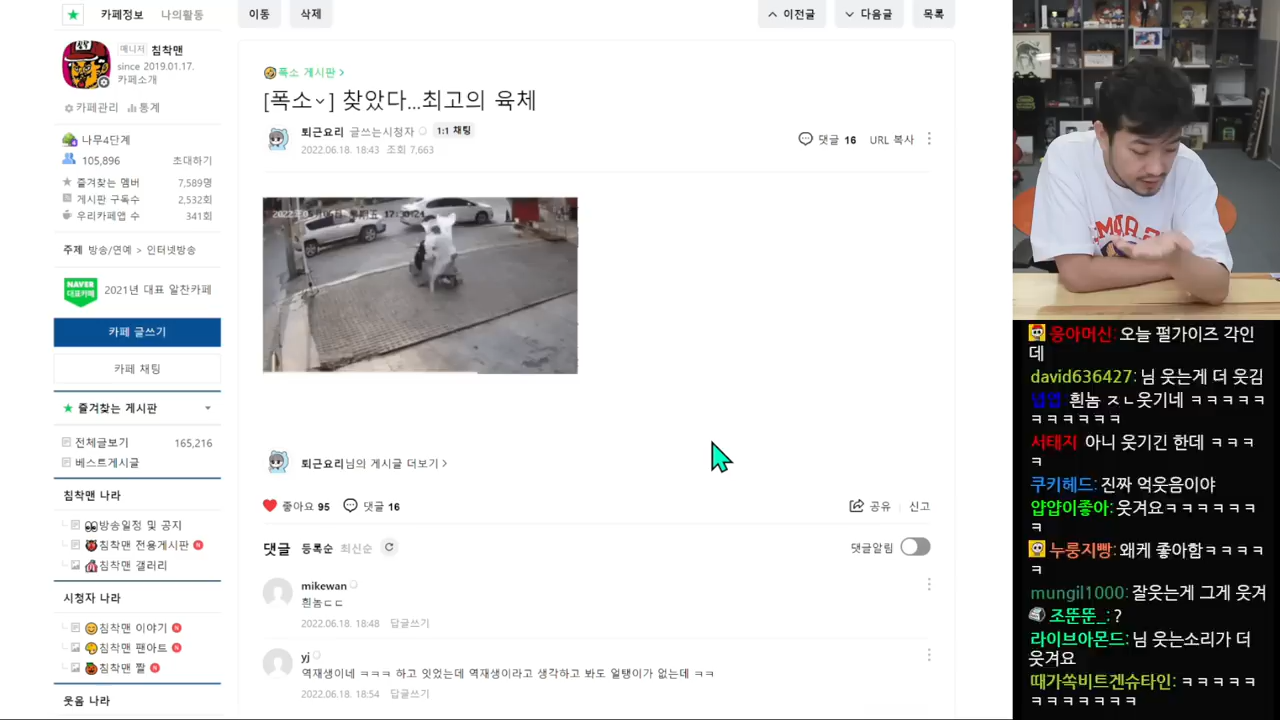 카페정보 나의활동
매니저 침착맨
since 2019.01.17.
카페소개
카페관리 통계
나무4단계
105,896 초대하기
즐겨찾는 멤버 7,589명
게시판 구독수 2,532회
우리카페앱 수 341회
주제 방송/연예 > 인터넷방송
NAVER
대표카페
2021년 대표 알찬카페
카페 글쓰기
카페 채팅
즐겨찾는 게시판
전체글보기 165,216
베스트게시글
침착맨 나라
방송일정 및 공지
침착맨 전용게시판 N
침착맨 갤러리
시청자 나라
침착맨 이야기 N
침착맨 팬아트 N
침착맨 짤 N
웃음 나라
이동 삭제 이전글 다음글 목록
폭소 게시판 >
[폭소] 찾았다...최고의 육체
퇴근요리 글쓰는시청자 1:1 채팅
2022.06.18. 18:43 조회 7,663
댓글 16 URL 복사
퇴근요리님의 게시글 더보기 >
좋아요 95 댓글 16 공유 신고
댓글 등록순 최신순 댓글알림
mikewan
흰놈ㄷㄷ
2022.06.18. 18:48 답글쓰기
yj
역재생이네 ㅋㅋㅋ 하고 잇었는데 역재생이라고 생각하고 봐도 얼탱이가 없는데 ㅋㅋ
2022.06.18. 18:54 답글쓰기
웅아머신: 오늘 펄가이즈 각인
데
david636427: 님 웃는게 더 웃김
넵엽: 흰놈 ㅈㄴ웃기네 ㅋㅋㅋㅋㅋ
ㅋㅋㅋㅋㅋㅋㅋ
서태지: 아니 웃기긴 한데 ㅋㅋㅋ
ㅋ
쿠키헤드: 진짜 억웃음이야
얍얍이좋아: 웃겨요ㅋㅋㅋㅋㅋㅋ
ㅋ
누룽지빵: 왜케 좋아함ㅋㅋㅋㅋ
ㅋ
mungil1000: 잘웃는게 그게 웃겨
조뚠뚠_: ?
라이브아몬드: 님 웃는소리가 더
웃겨요
때가쏙비트겐슈타인: ㅋㅋㅋㅋㅋ
ㅋㅋㅋㅋㅋㅋㅋㅋ